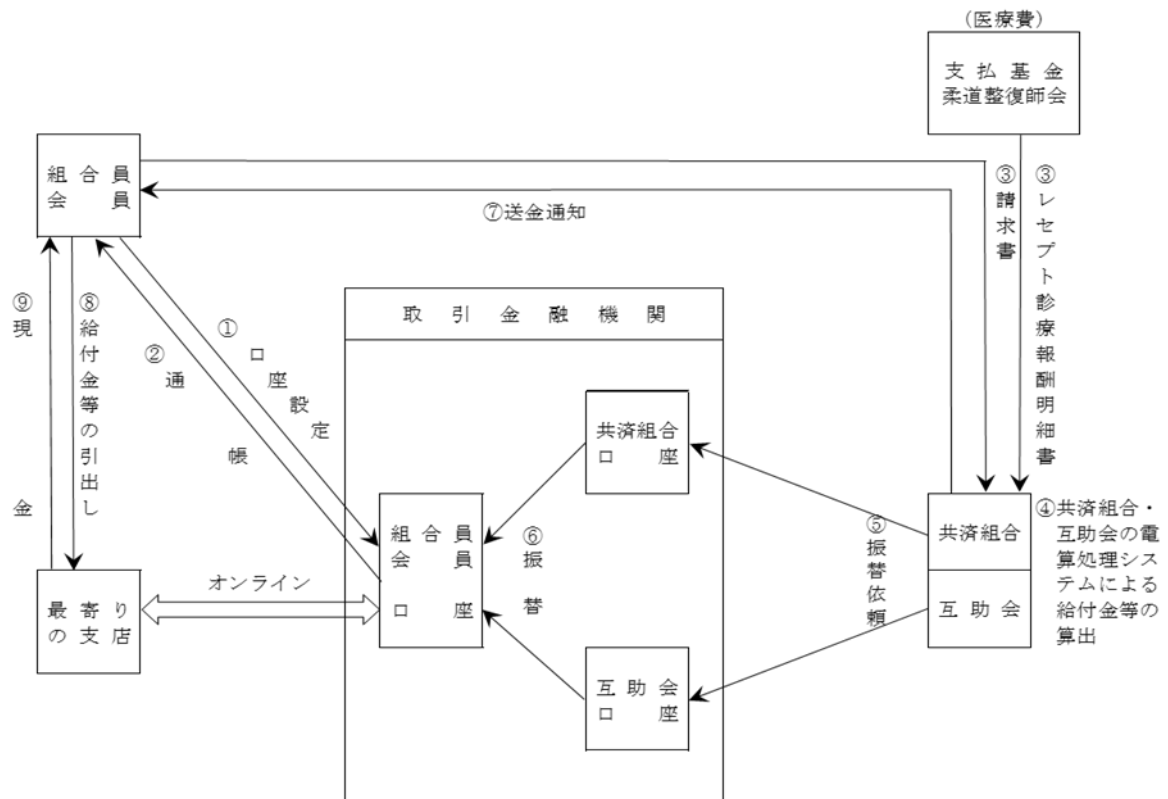 （医療費）
支払基金
柔道整復師会
組合員
会員
⑦送金通知
③請求書
③レセプト診療報酬明細書
⑨現金
⑧給付金等の引出し
②通帳
①口座設定
取引金融機関
共済組合
口座
組合員
会員
口座
⑥振替
⑤振替依頼
共済組合
互助会
④共済組合・
互助会の電
算処理シス
テムによる
給付金等の
算出
オンライン
最寄り
の支店
互助会
口座